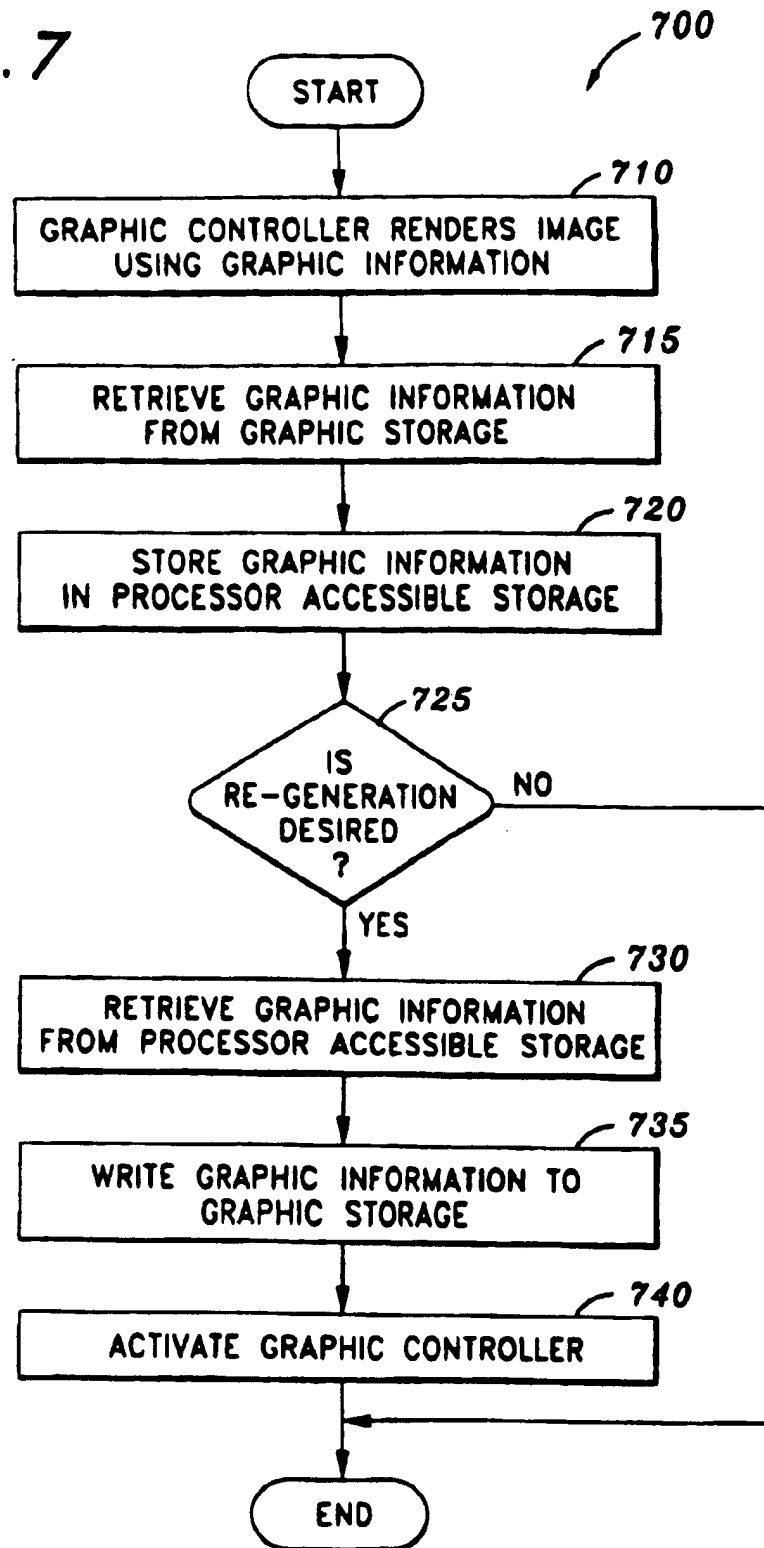 . 7
700
START
710
GRAPHIC CONTROLLER RENDERS IMAGE
USING GRAPHIC INFORMATION
715
RETRIEVE GRAPHIC INFORMATION
FROM GRAPHIC STORAGE
720
STORE GRAPHIC INFORMATION
IN PROCESSOR ACCESSIBLE STORAGE
725
IS
RE-GENERATION
DESIRED
?
NO
YES
730
RETRIEVE GRAPHIC INFORMATION
FROM PROCESSOR ACCESSIBLE STORAGE
735
WRITE GRAPHIC INFORMATION TO
GRAPHIC STORAGE
740
ACTIVATE GRAPHIC CONTROLLER
END